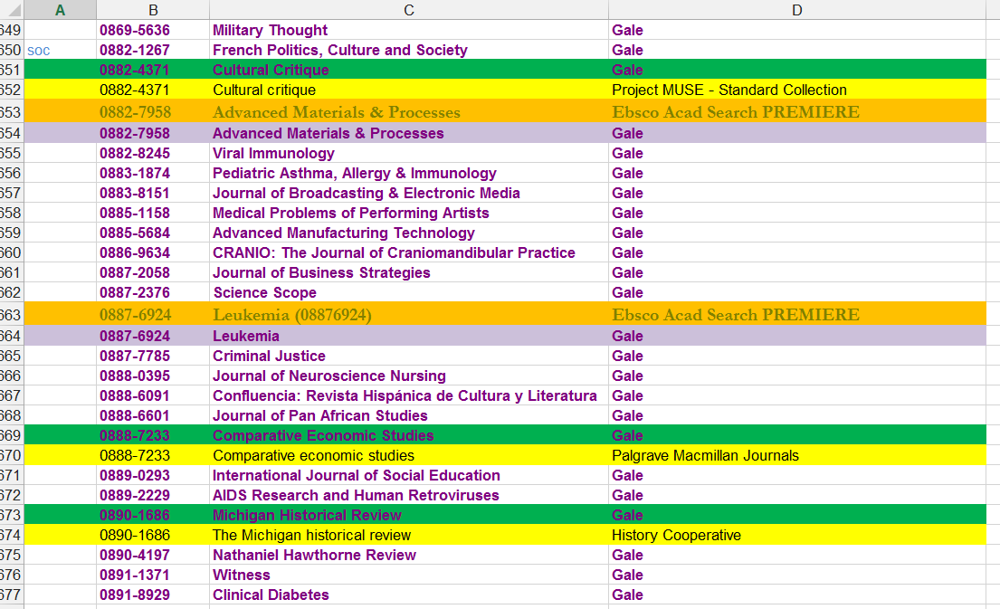 A B C D
649 0869-5636 Military Thought Gale
650 soc 0882-1267 French Politics, Culture and Society Gale
651 0882-4371 Cultural Critique Gale
652 0882-4371 Cultural critique Project MUSE - Standard Collection
653 0882-7958 Advanced Materials & Processes Ebsco Acad Search PREMIERE
654 0882-7958 Advanced Materials & Processes Gale
655 0882-8245 Viral Immunology Gale
656 0883-1874 Pediatric Asthma, Allergy & Immunology Gale
657 0883-8151 Journal of Broadcasting & Electronic Media Gale
658 0885-1158 Medical Problems of Performing Artists Gale
659 0885-5684 Advanced Manufacturing Technology Gale
660 0886-9634 CRANIO: The Journal of Craniomandibular Practice Gale
661 0887-2058 Journal of Business Strategies Gale
662 0887-2376 Science Scope Gale
663 0887-6924 Leukemia (08876924) Ebsco Acad Search PREMIERE
664 0887-6924 Leukemia Gale
665 0887-7785 Criminal Justice Gale
666 0888-0395 Journal of Neuroscience Nursing Gale
667 0888-6091 Confluencia: Revista Hispánica de Cultura y Literatura Gale
668 0888-6601 Journal of Pan African Studies Gale
669 0888-7233 Comparative Economic Studies Gale
670 0888-7233 Comparative economic studies Palgrave Macmillan Journals
671 0889-0293 International Journal of Social Education Gale
672 0889-2229 AIDS Research and Human Retroviruses Gale
673 0890-1686 Michigan Historical Review Gale
674 0890-1686 The Michigan historical review History Cooperative
675 0890-4197 Nathaniel Hawthorne Review Gale
676 0891-1371 Witness Gale
677 0891-8929 Clinical Diabetes Gale